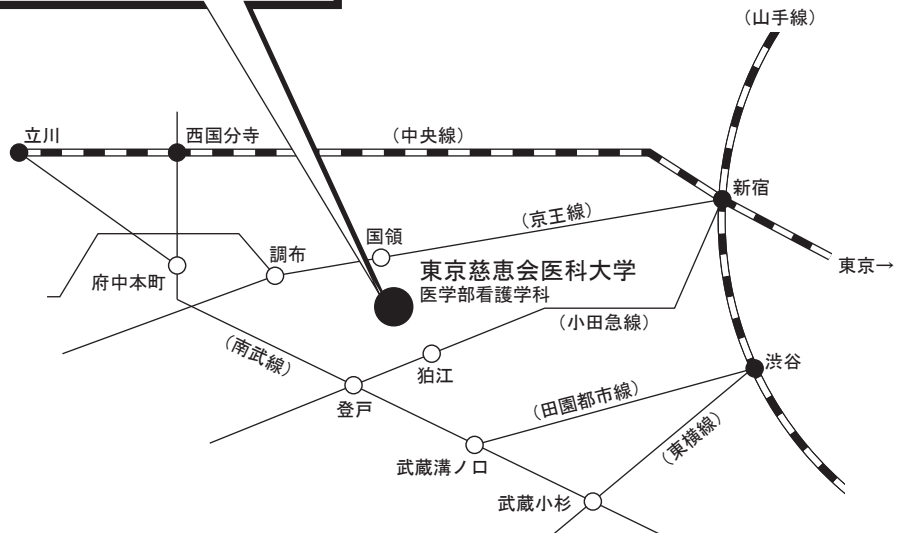 （山手線）
立川
西国分寺
（中央線）
新宿
（京王線）
国領
調布
東京慈恵会医科大学
医学部看護学科
東京→
府中本町
（小田急線）
（南武線）
狛江
渋谷
登戸
（田園都市線）
（東横線）
武蔵溝ノ口
武蔵小杉